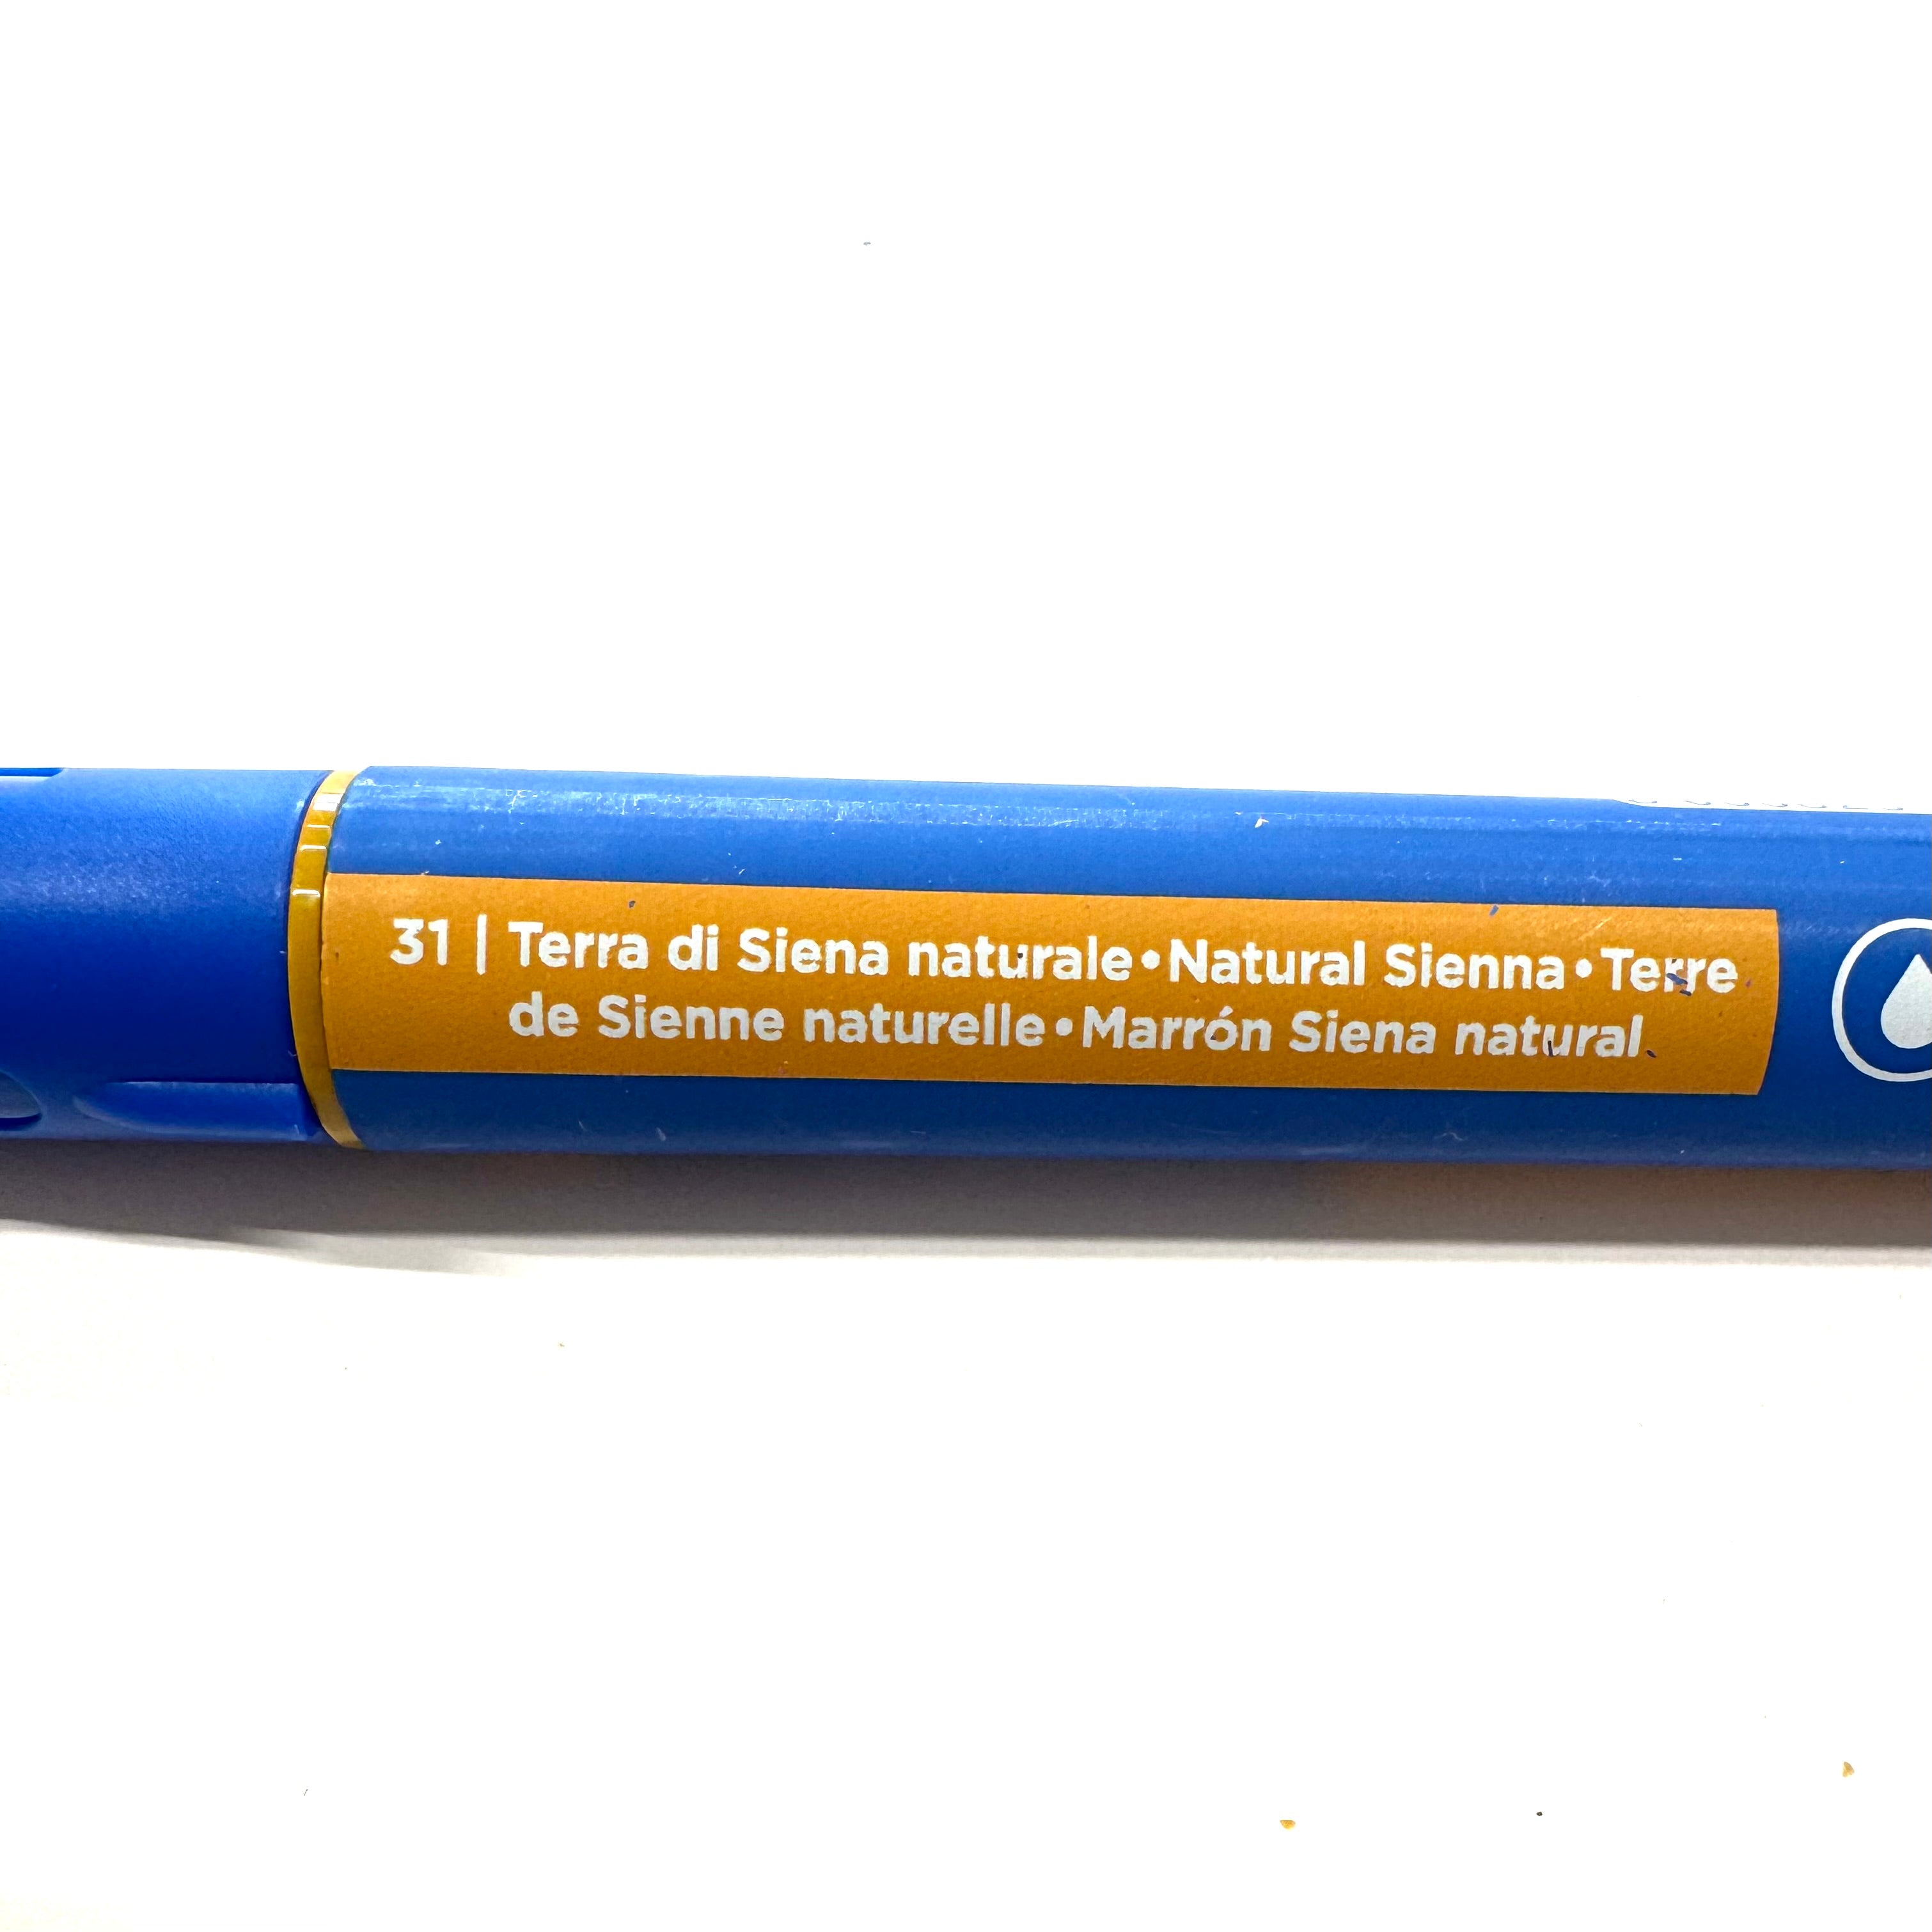 31 | Terra di Siena naturale•Natural Sienna•Terre
de Sienne naturelle•Marrón Siena natural